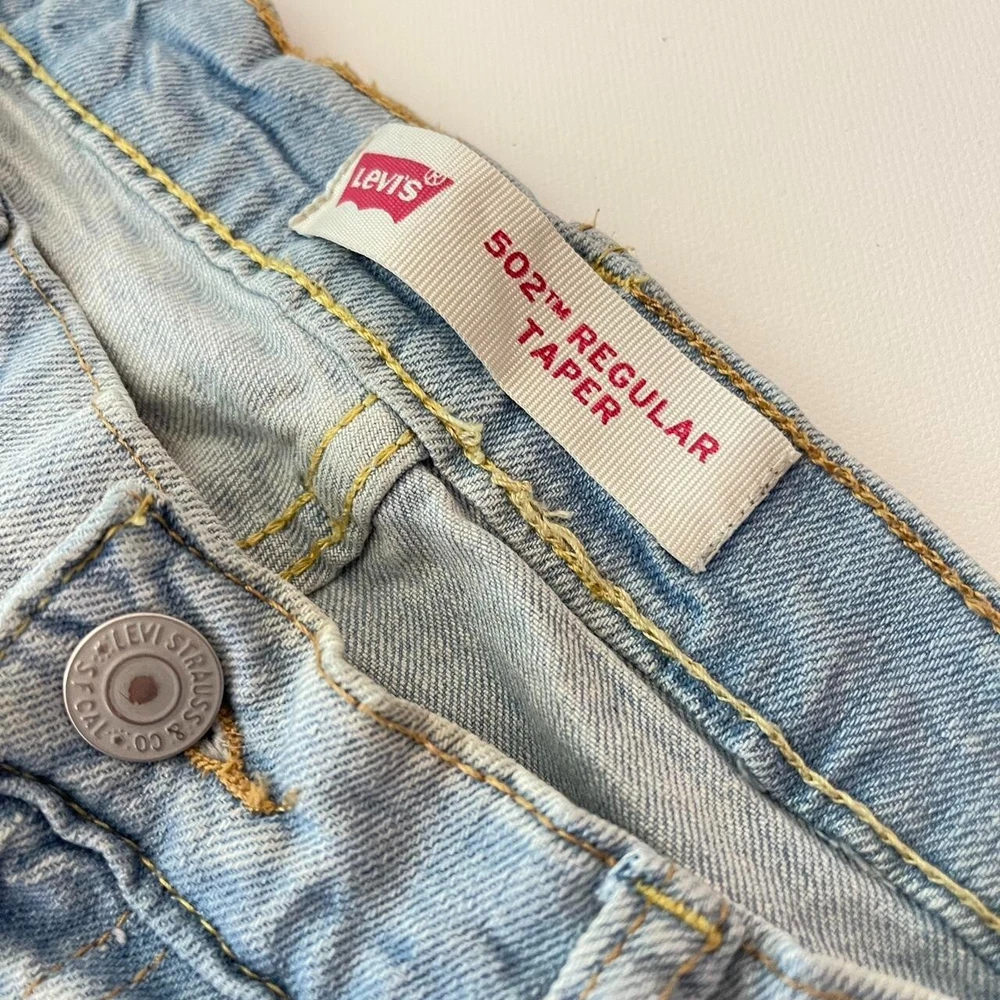 Levi's®
502™ REGULAR
TAPER
LEVI STRAUSS & CO.
S.F. CAL